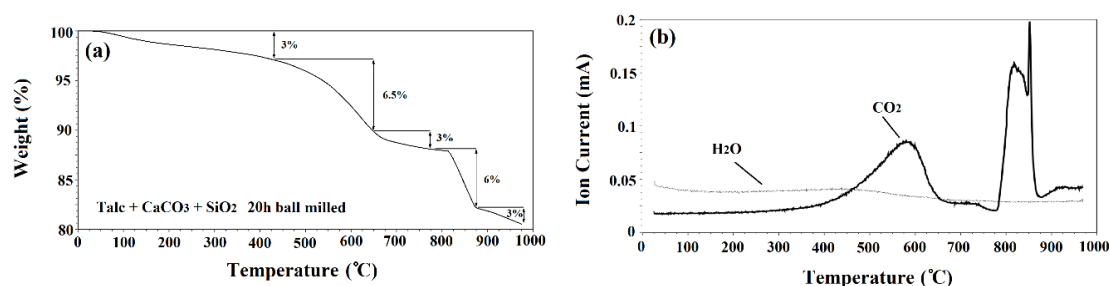 (a)
Weight (%)
100
95
90
85
80
3%
6.5%
3%
6%
3%
Talc + CaCO3 + SiO2 20h ball milled
0 100 200 300 400 500 600 700 800 900 1000
Temperature (℃)
(b)
Ion Current (mA)
0.2
0.15
0.1
0.05
0
CO2
H2O
0 100 200 300 400 500 600 700 800 900 1000
Temperature (℃)